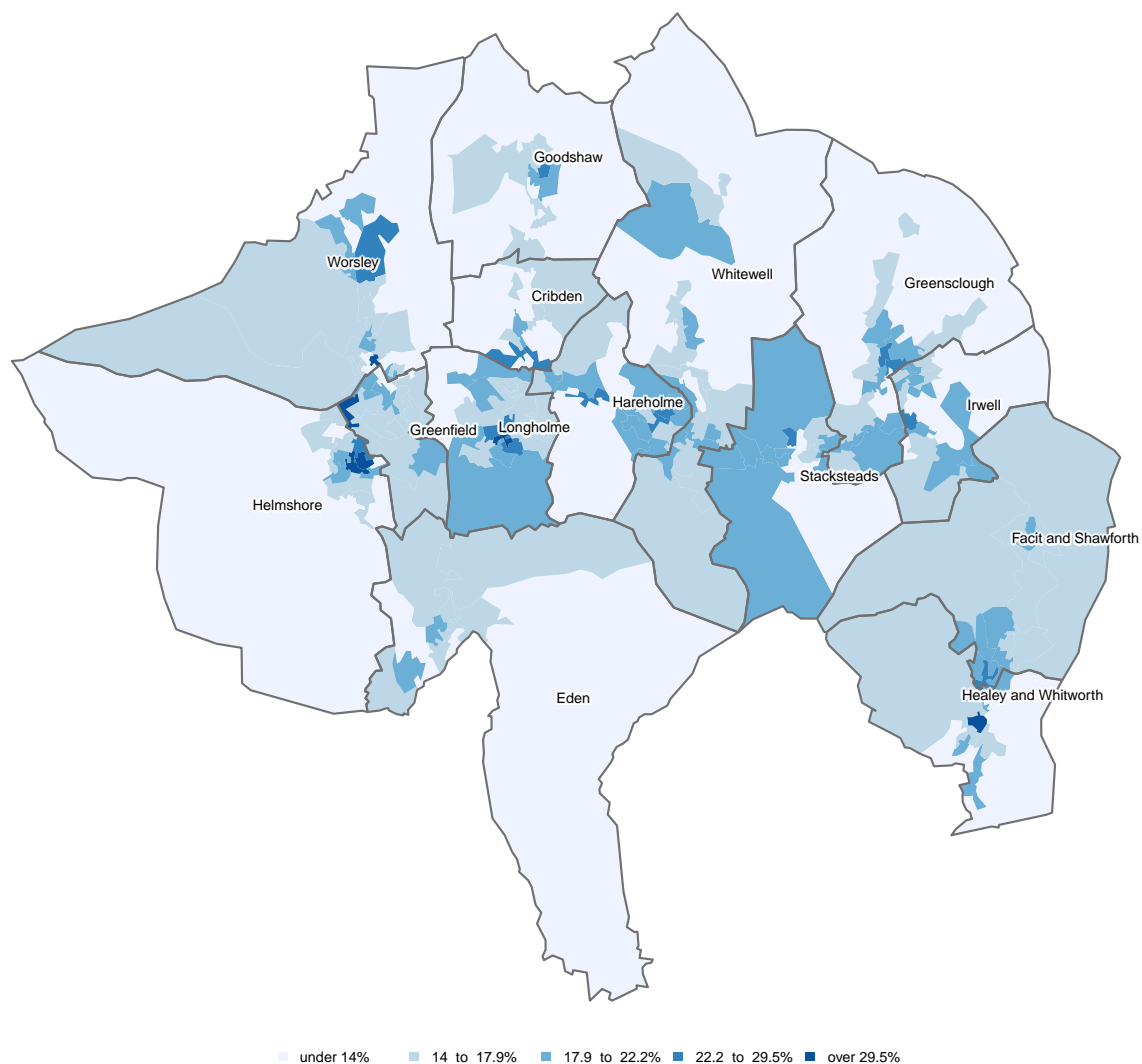 Goodshaw
Worsley
Whitewell
Greensclough
Cribden
Hareholme
Irwell
Greenfield
Longholme
Stacksteads
Helmshore
Facit and Shawforth
Eden
Healey and Whitworth
under 14% 14 to 17.9% 17.9 to 22.2% 22.2 to 29.5% over 29.5%